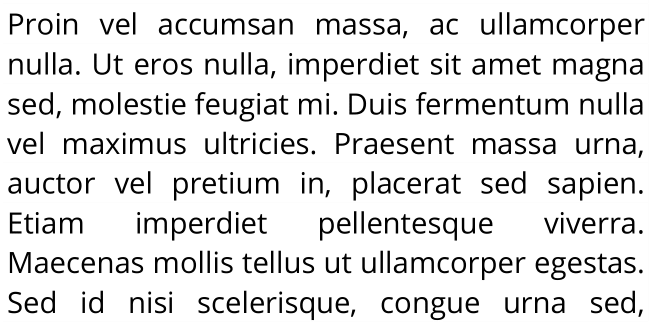 Proin vel accumsan massa, ac ullamcorper
nulla. Ut eros nulla, imperdiet sit amet magna
sed, molestie feugiat mi. Duis fermentum nulla
vel maximus ultricies. Praesent massa urna,
auctor vel pretium in, placerat sed sapien.
Etiam imperdiet pellentesque viverra.
Maecenas mollis tellus ut ullamcorper egestas.
Sed id nisi scelerisque, congue urna sed,